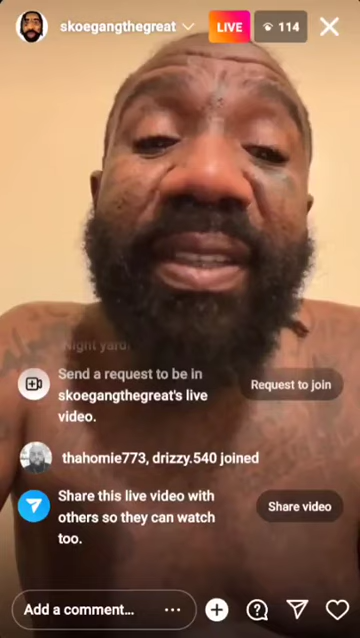 skoegangthegreat
LIVE
114
Night yard!
Send a request to be in
skoegangthegreat's live
video.
Request to join
thahomie773, drizzy.540 joined
Share this live video with
others so they can watch
too.
Share video
Add a comment...